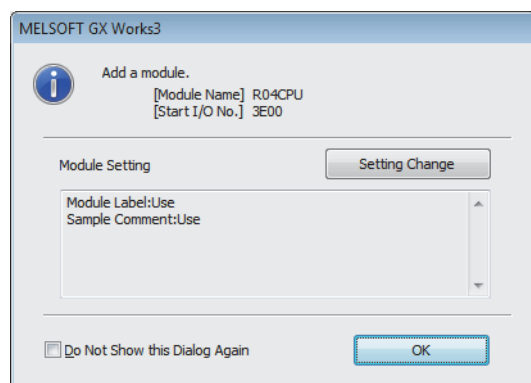 MELSOFT GX Works3
Add a module.
[Module Name] R04CPU
[Start I/O No.] 3E00
Module Setting
Setting Change
Module Label:Use
Sample Comment:Use
Do Not Show this Dialog Again
OK